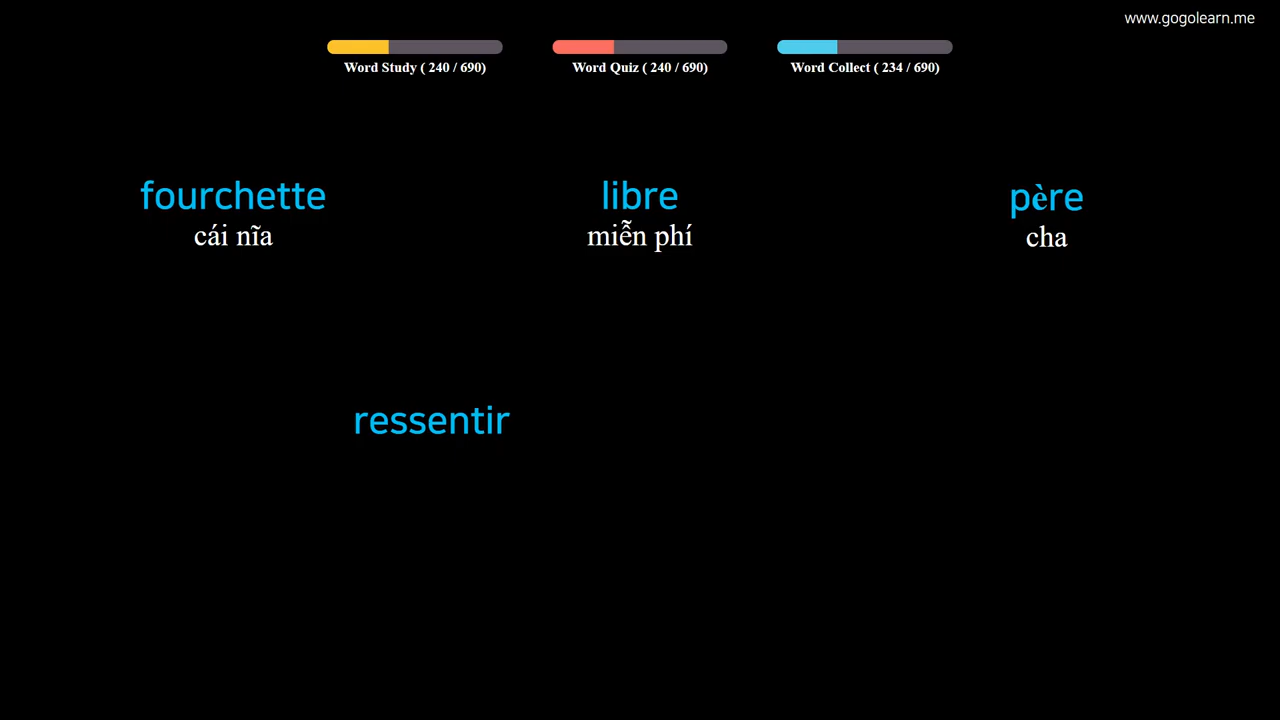 www.gogolearn.me
Word Study ( 240 / 690)
Word Quiz ( 240 / 690)
Word Collect ( 234 / 690)
fourchette
cái nĩa
libre
miễn phí
père
cha
ressentir